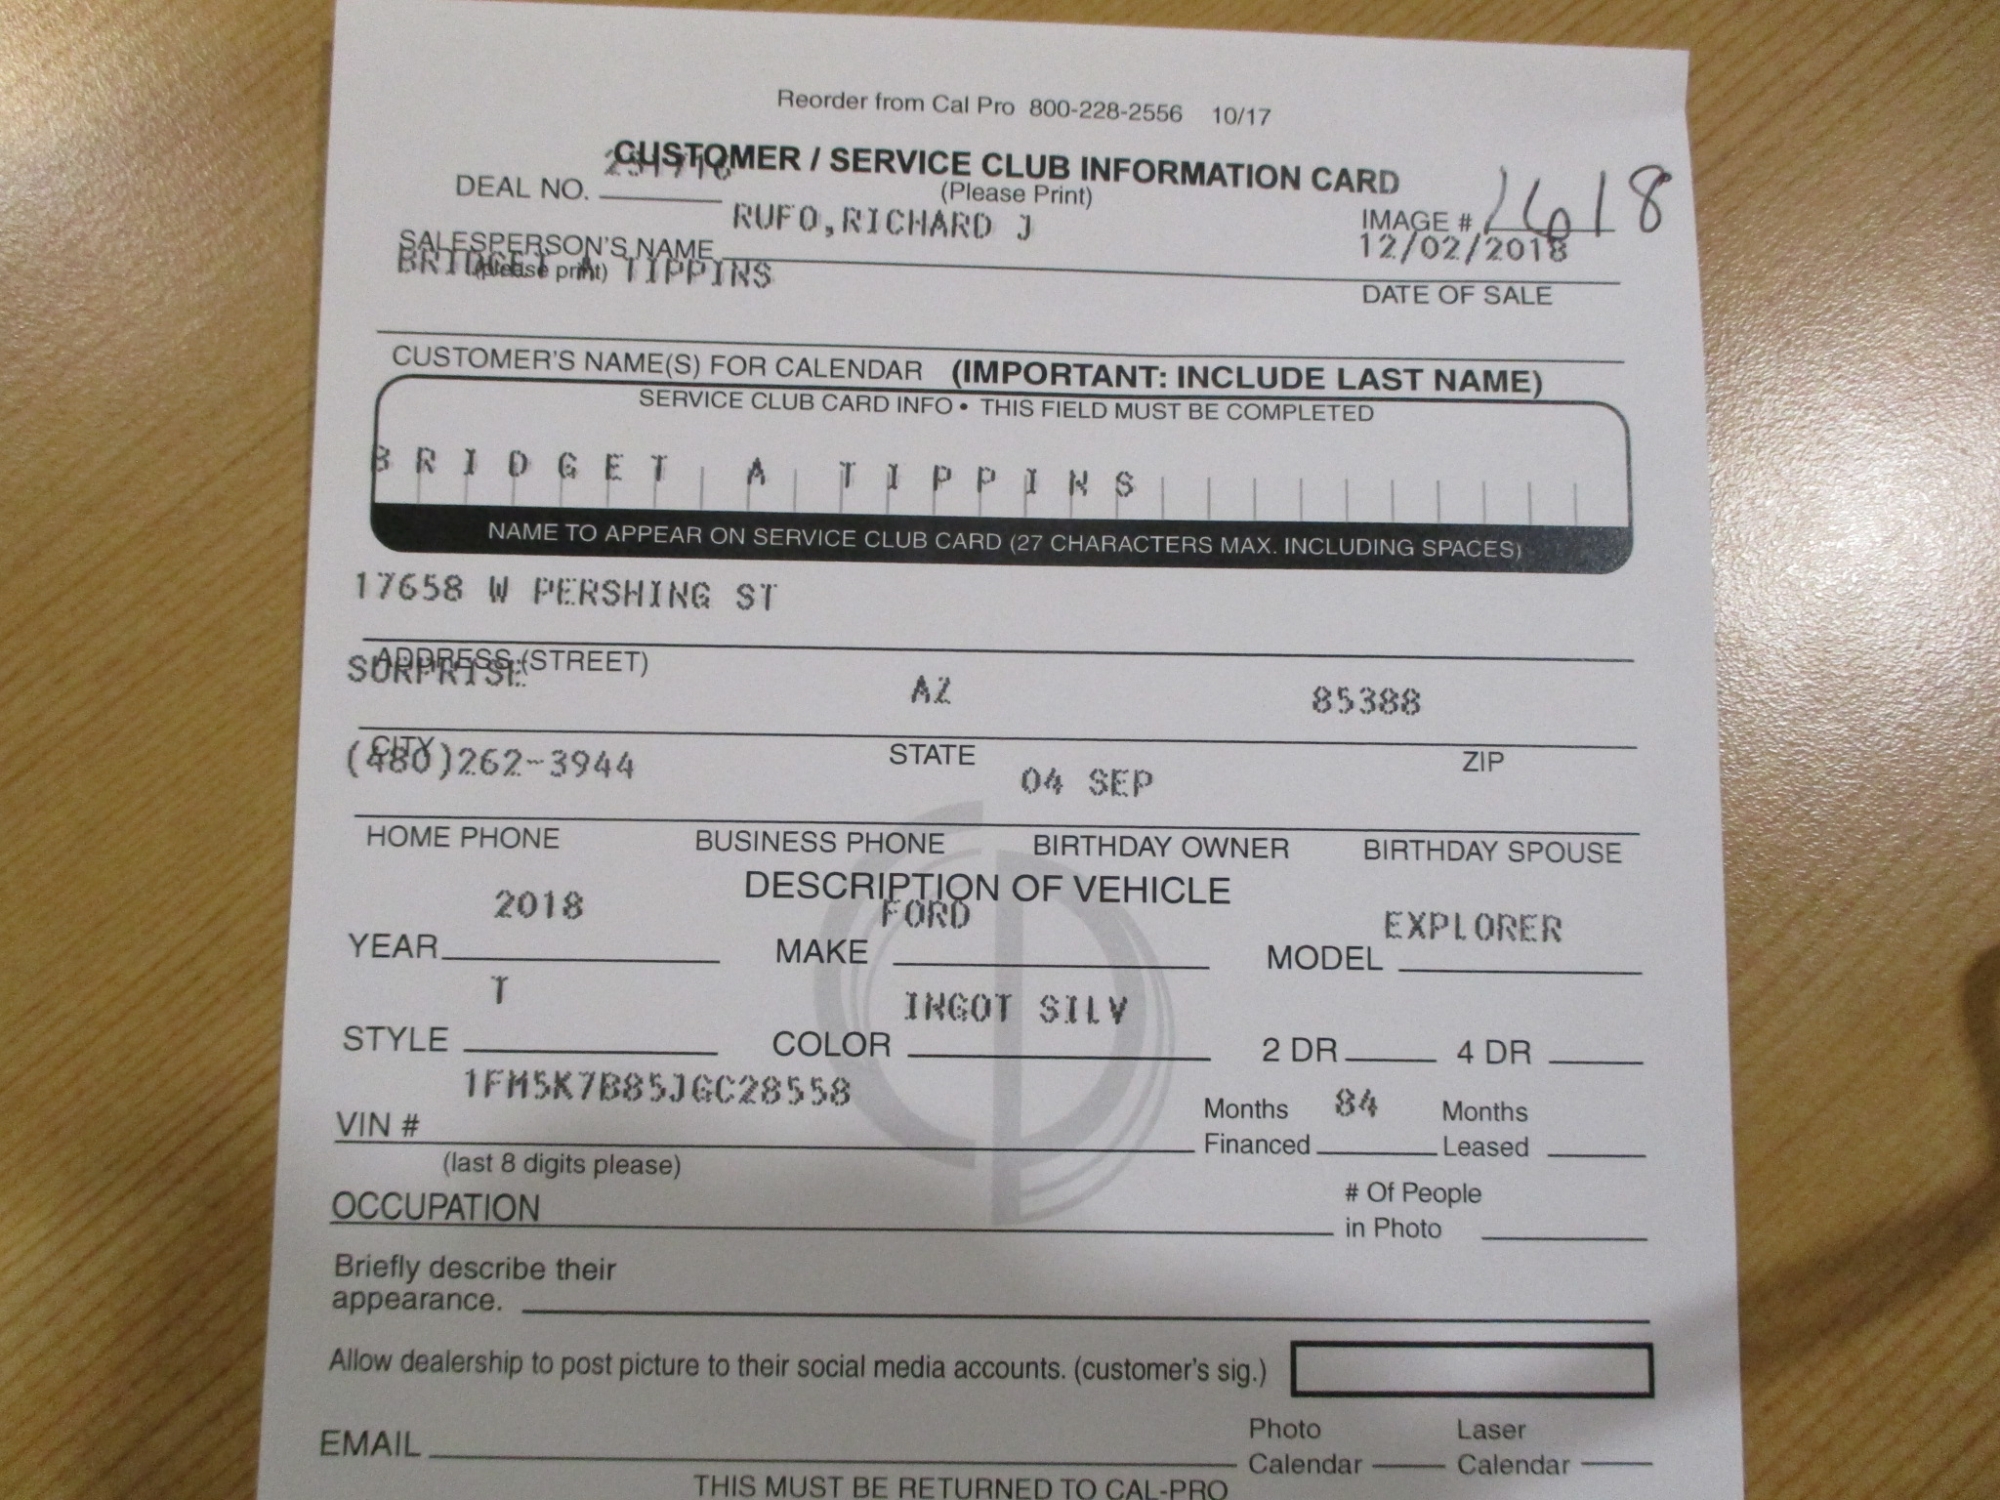 Reorder from Cal Pro 800-228-2556 10/17
CUSTOMER / SERVICE CLUB INFORMATION CARD
(Please Print)
DEAL NO.
RUFO,RICHARD J
IMAGE # 1618
12/02/2018
SALESPERSON'S NAME
(please print)
BRIDGET A TIPPINS
DATE OF SALE
CUSTOMER'S NAME(S) FOR CALENDAR (IMPORTANT: INCLUDE LAST NAME)
SERVICE CLUB CARD INFO • THIS FIELD MUST BE COMPLETED
BRIDGET A TIPPINS
NAME TO APPEAR ON SERVICE CLUB CARD (27 CHARACTERS MAX. INCLUDING SPACES)
17658 W PERSHING ST
ADDRESS (STREET)
SURPRISE AZ 85388
CITY STATE ZIP
(480)262-3944 04 SEP
HOME PHONE BUSINESS PHONE BIRTHDAY OWNER BIRTHDAY SPOUSE
DESCRIPTION OF VEHICLE
2018 FORD EXPLORER
YEAR MAKE MODEL
T INGOT SILV
STYLE COLOR 2 DR 4 DR
1FM5K7B85JGC28558
VIN #
(last 8 digits please)
Months Financed 84 Months Leased
OCCUPATION
# Of People
in Photo
Briefly describe their
appearance.
Allow dealership to post picture to their social media accounts. (customer's sig.)
EMAIL
Photo Calendar
Laser Calendar
THIS MUST BE RETURNED TO CAL-PRO